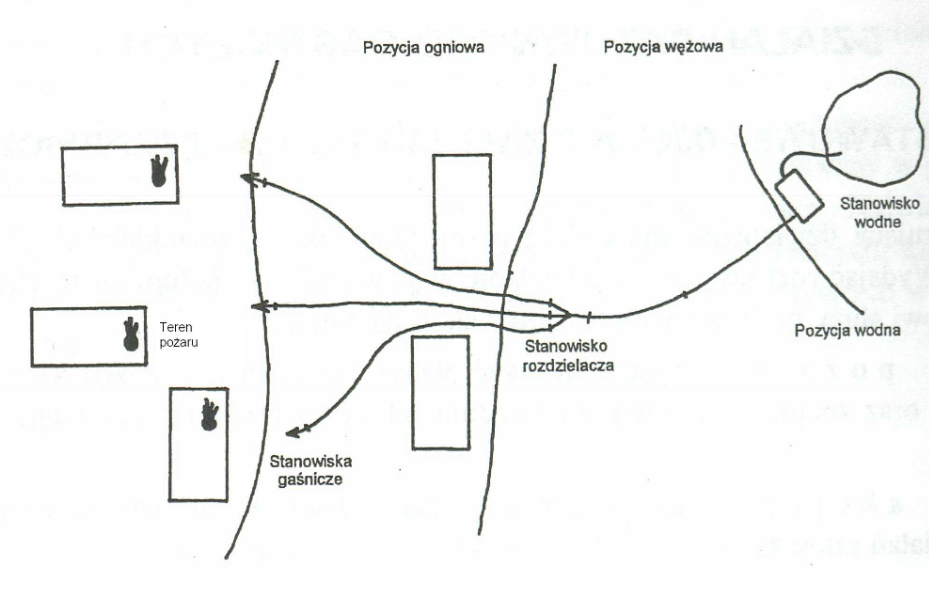 Pozycja ogniowa
Pozycja wężowa
Stanowisko
wodne
Teren
pożaru
Pozycja wodna
Stanowisko
rozdzielacza
Stanowiska
gaśnicze